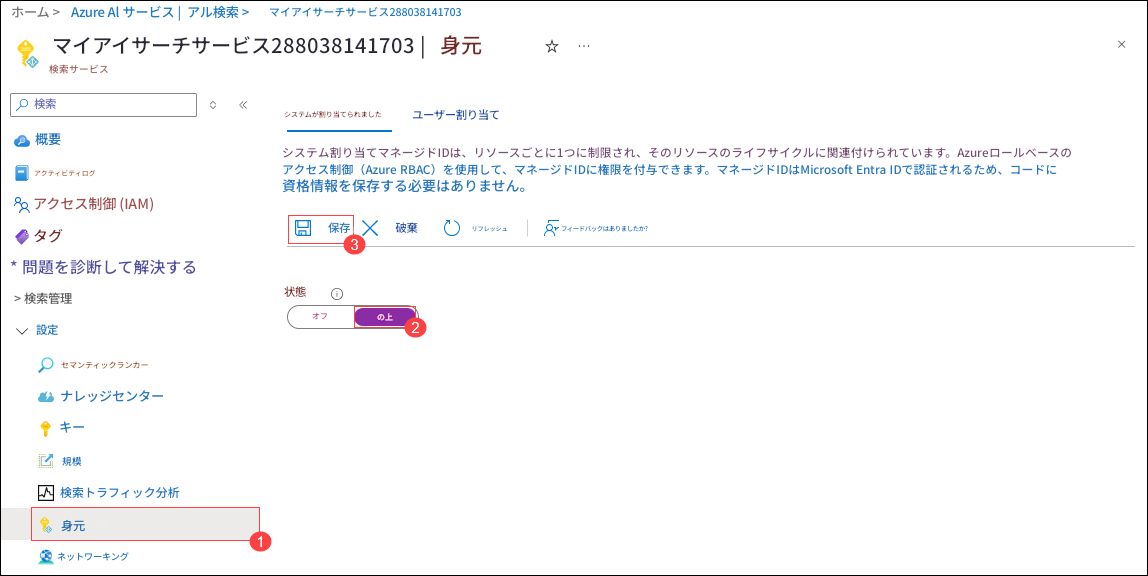 ホーム > Azure AI サービス | アル検索 > マイアイサーチサービス288038141703
マイアイサーチサービス288038141703 | 身元
検索サービス
検索
概要
アクティビティログ
アクセス制御 (IAM)
タグ
* 問題を診断して解決する
> 検索管理
設定
セマンティックランカー
ナレッジセンター
キー
規模
検索トラフィック分析
身元
1
ネットワーキング
システムが割り当てられました ユーザー割り当て
システム割り当てマネージドIDは、リソースごとに1つに制限され、そのリソースのライフサイクルに関連付けられています。Azureロールベースの
アクセス制御（Azure RBAC）を使用して、マネージドIDに権限を付与できます。マネージドIDはMicrosoft Entra IDで認証されるため、コードに
資格情報を保存する必要はありません。
保存 破棄 リフレッシュ フィードバックはありましたか?
3
状態
オフ の上
2